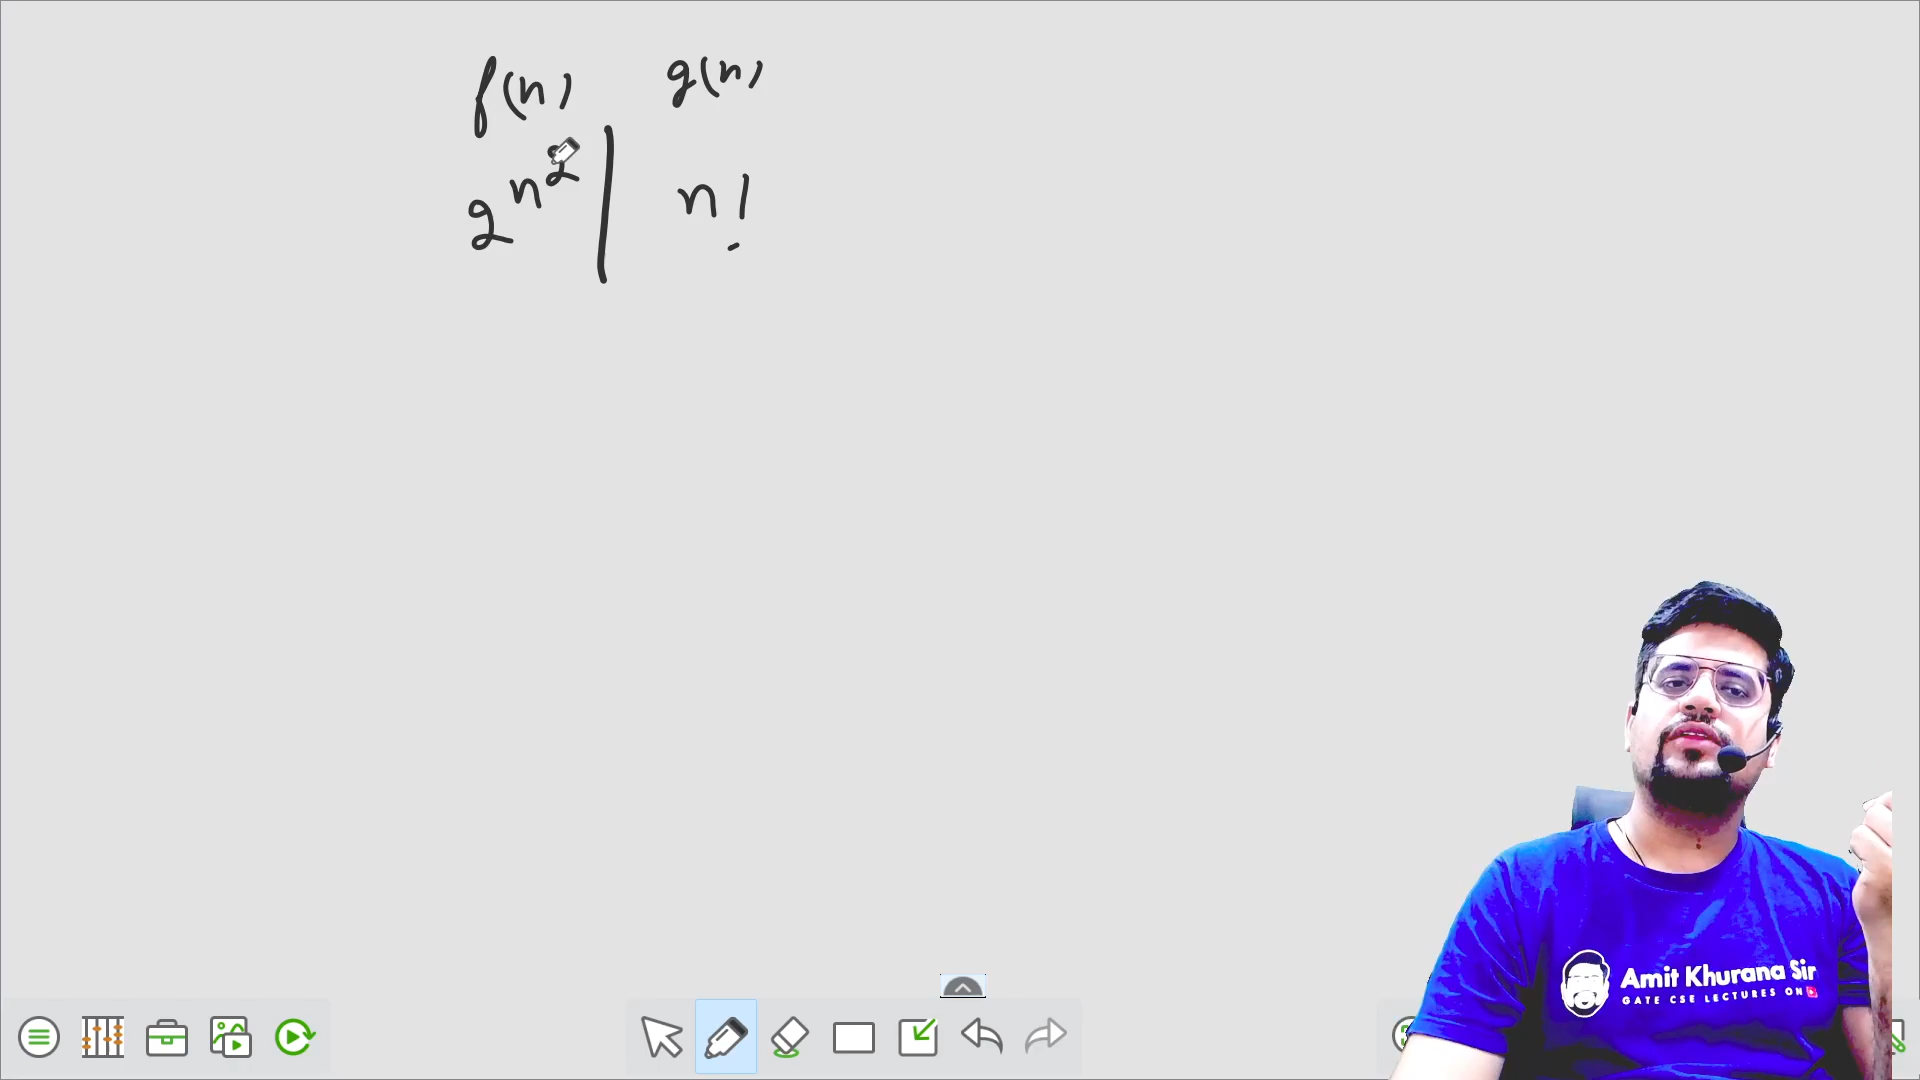 f(n) g(n)
2^n^2 | n!
Amit Khurana Sir
GATE CSE LECTURES ON